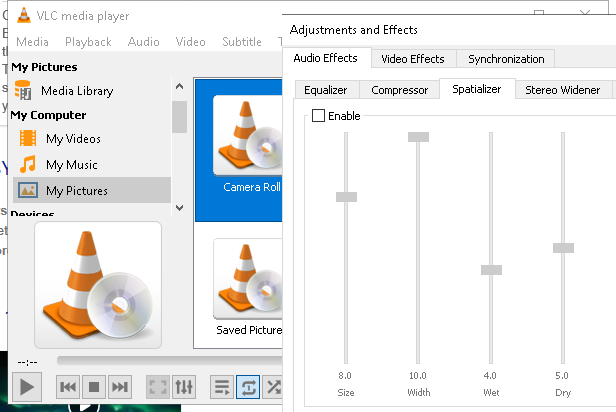 VLC media player
Media Playback Audio Video Subtitle
My Pictures
Media Library
My Computer
My Videos
My Music
My Pictures
Devices
Camera Roll
Saved Picture
--:--
Adjustments and Effects
Audio Effects Video Effects Synchronization
Equalizer Compressor Spatializer Stereo Widener
Enable
8.0 10.0 4.0 5.0
Size Width Wet Dry